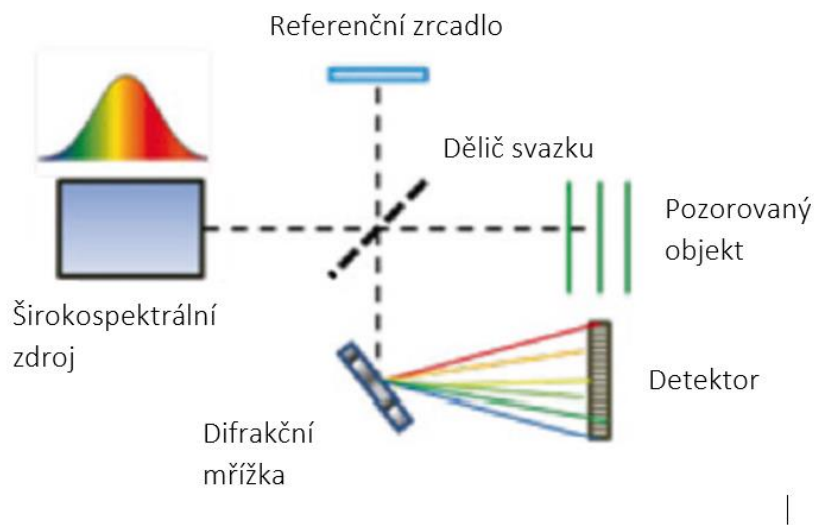 Referenční zrcadlo
Dělič svazku
Pozorovaný
objekt
Širokospektrální
zdroj
Detektor
Difrakční
mřížka